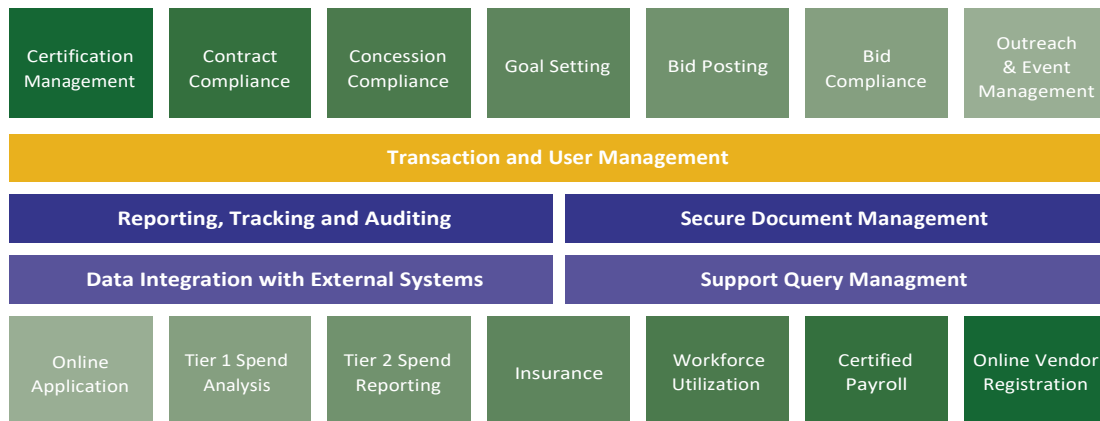 Certification
Management
Contract
Compliance
Concession
Compliance
Goal Setting
Bid Posting
Bid
Compliance
Outreach
& Event
Management
Transaction and User Management
Reporting, Tracking and Auditing
Secure Document Management
Data Integration with External Systems
Support Query Managment
Online
Application
Tier 1 Spend
Analysis
Tier 2 Spend
Reporting
Insurance
Workforce
Utilization
Certified
Payroll
Online Vendor
Registration